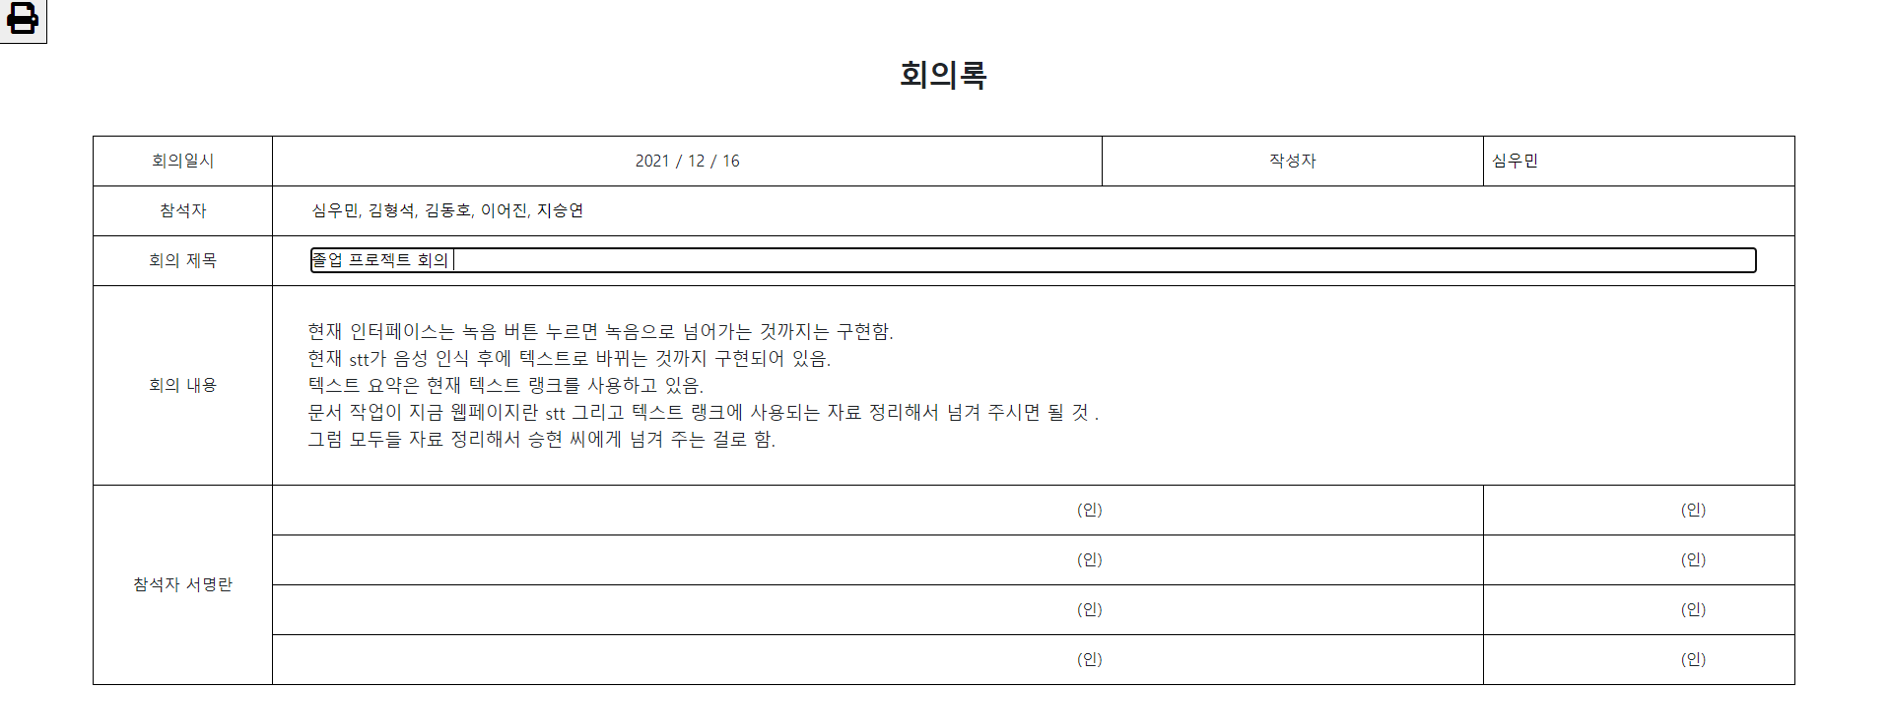 회의록
회의일시 2021 / 12 / 16 작성자 심우민
참석자 심우민, 김형석, 김동호, 이어진, 지승연
회의 제목 졸업 프로젝트 회의
현재 인터페이스는 녹음 버튼 누르면 녹음으로 넘어가는 것까지는 구현함.
현재 stt가 음성 인식 후에 텍스트로 바뀌는 것까지 구현되어 있음.
회의 내용 텍스트 요약은 현재 텍스트 랭크를 사용하고 있음.
문서 작업이 지금 웹페이지란 stt 그리고 텍스트 랭크에 사용되는 자료 정리해서 넘겨 주시면 될 것 .
그럼 모두들 자료 정리해서 승현 씨에게 넘겨 주는 걸로 함.
(인) (인)
(인) (인)
참석자 서명란
(인) (인)
(인) (인)